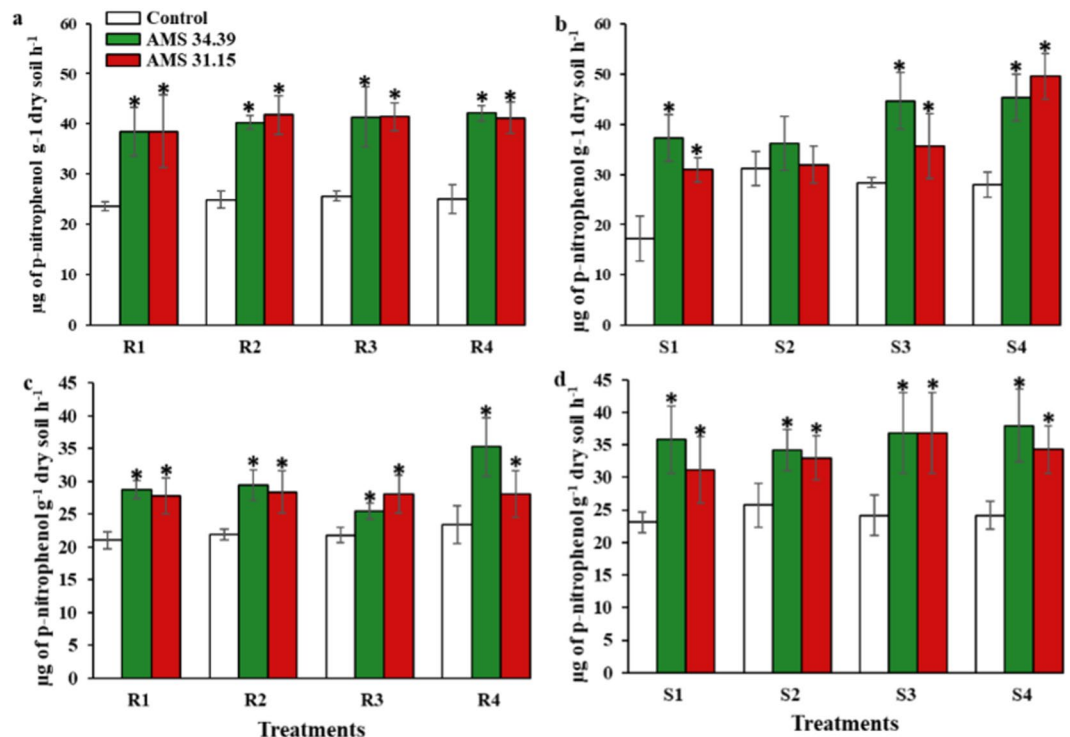 a
Control
AMS 34.39
AMS 31.15
µg of p-nitrophenol g-1 dry soil h-1
60
50
40
30
20
10
0
* * * * * * * *
R1 R2 R3 R4
b
µg of p-nitrophenol g-1 dry soil h-1
60
50
40
30
20
10
0
* * * * * *
S1 S2 S3 S4
c
µg of p-nitrophenol g-1 dry soil h-1
45
40
35
30
25
20
15
10
5
0
* * * * * * * *
R1 R2 R3 R4
Treatments
d
µg of p-nitrophenol g-1 dry soil h-1
45
40
35
30
25
20
15
10
5
0
* * * * * * * *
S1 S2 S3 S4
Treatments